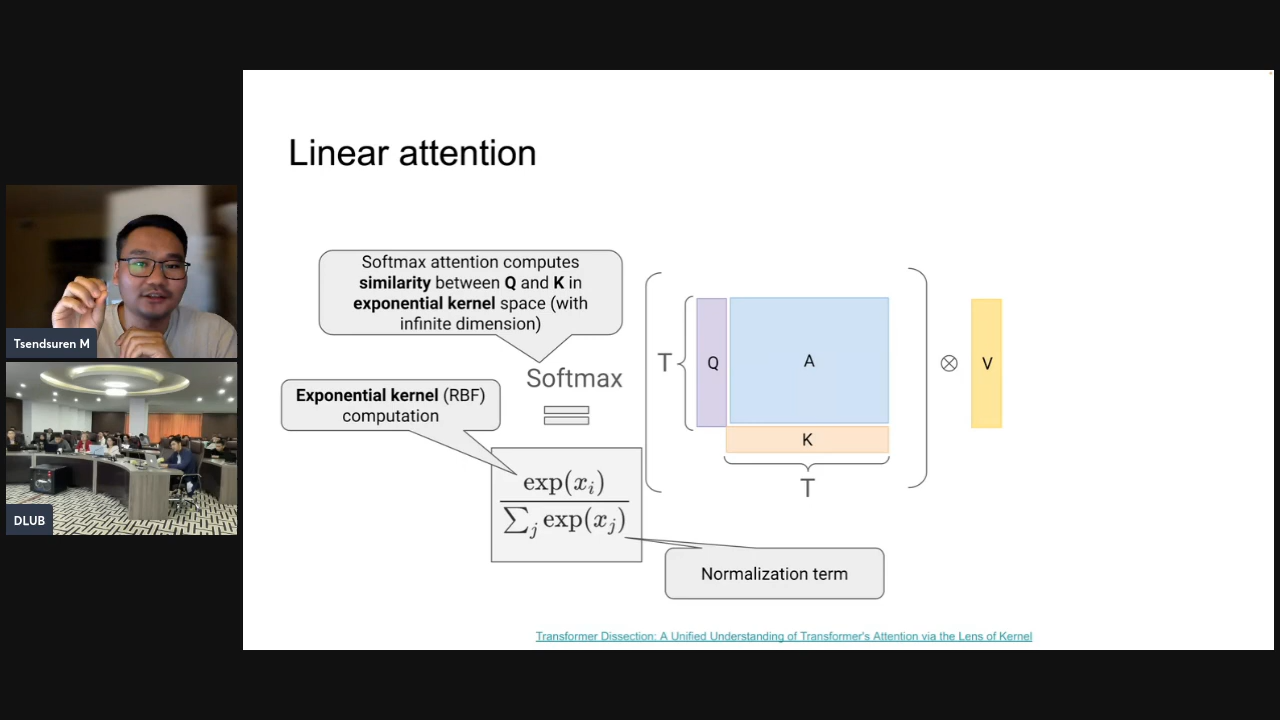 Linear attention
Softmax attention computes
similarity between Q and K in
exponential kernel space (with
infinite dimension)
Exponential kernel (RBF)
computation
Softmax
exp(x_i)
∑_j exp(x_j)
Normalization term
T
Q
A
K
T
⊗
V
Transformer Dissection: A Unified Understanding of Transformer's Attention via the Lens of Kernel
Tsendsuren M
DLUB